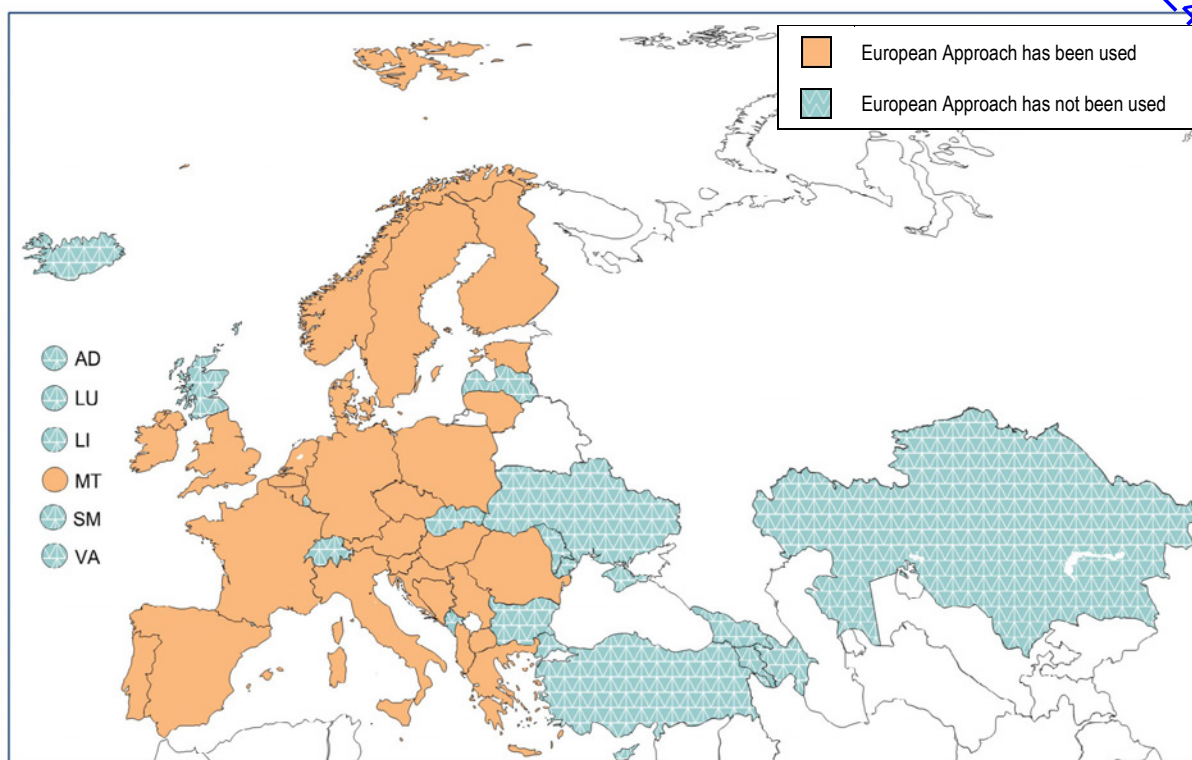 European Approach has been used
European Approach has not been used
AD
LU
LI
MT
SM
VA